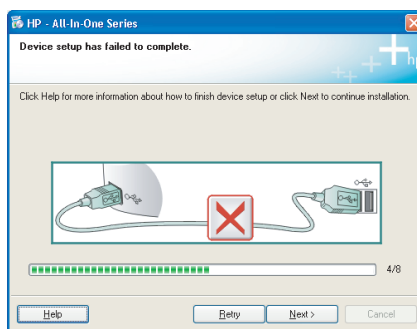 HP - All-In-One Series
Device setup has failed to complete.
hp
Click Help for more information about how to finish device setup or click Next to continue installation.
4/8
Help Retry Next > Cancel